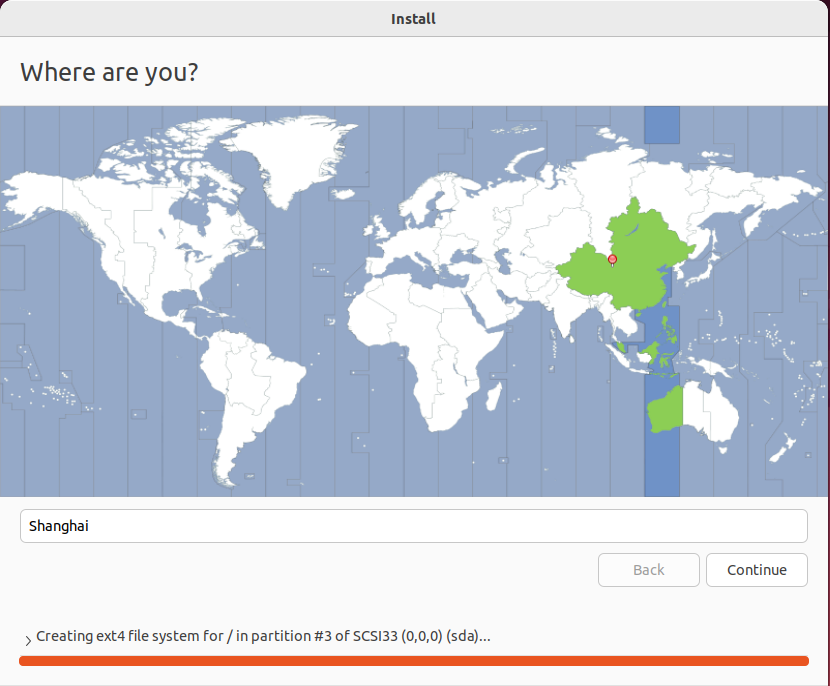 Install
Where are you?
Shanghai
Back
Continue
Creating ext4 file system for / in partition #3 of SCSI33 (0,0,0) (sda)...